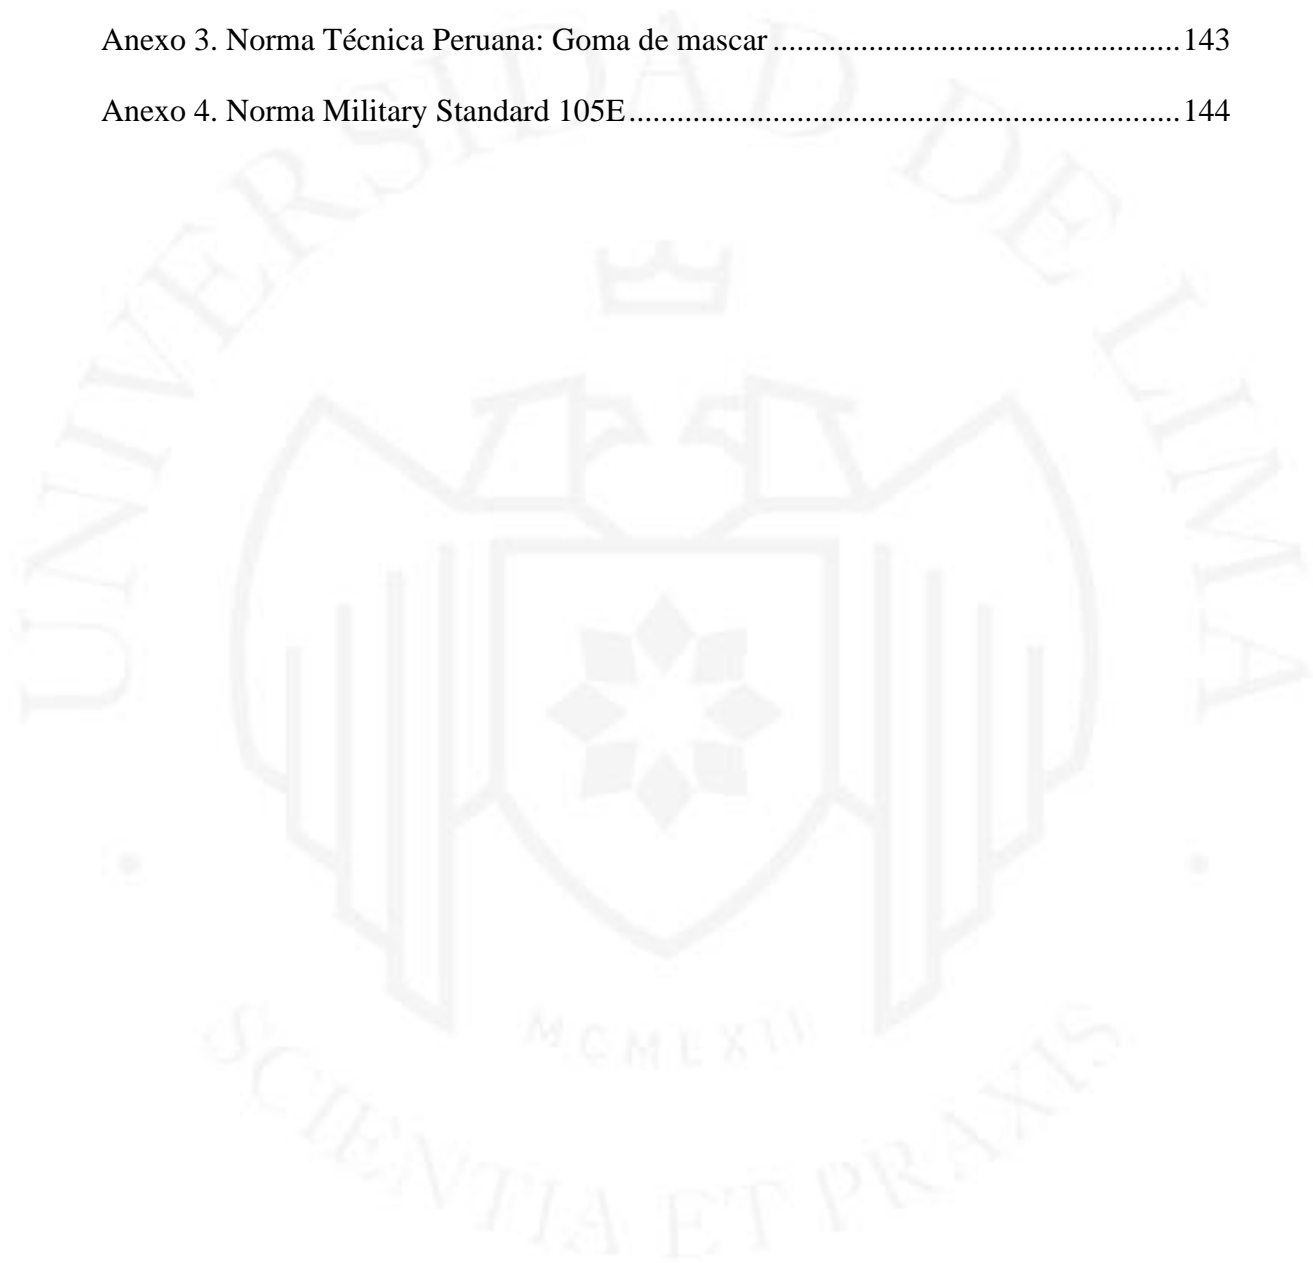 Anexo 3. Norma Técnica Peruana: Goma de mascar...................................................143
Anexo 4. Norma Military Standard 105E.....................................................................144
UNIVERSIDAD DE LIMA
MCMLXII
SCIENTIA ET PRAXIS